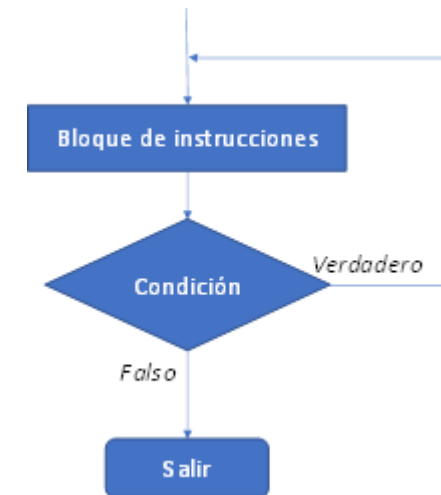 Bloque de instrucciones
Verdadero
Condición
Falso
Salir